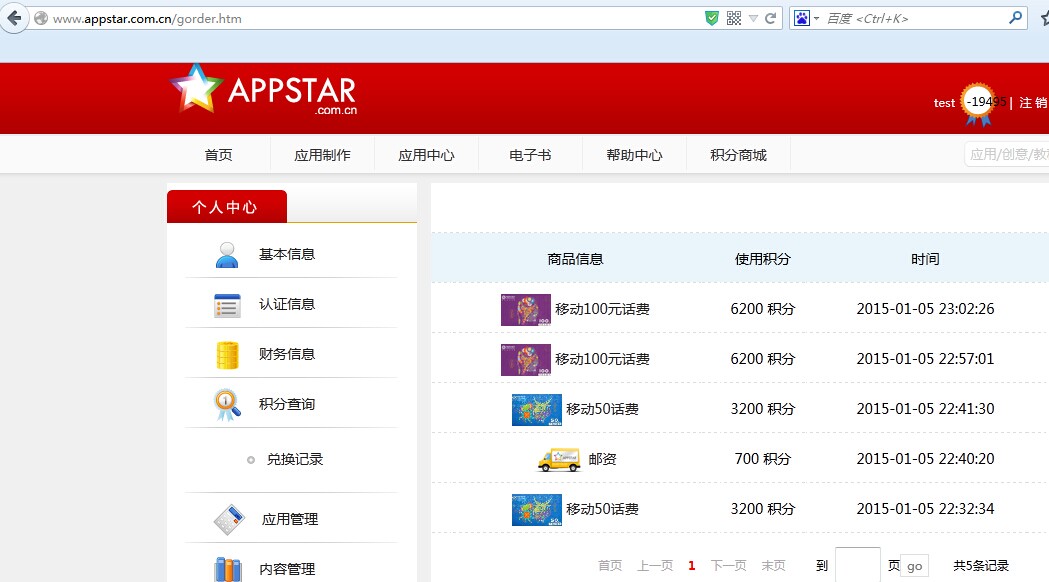 www.appstar.com.cn/gorder.htm
百度 <Ctrl+K>
APPSTAR
.com.cn
test -19495 | 注 销
首页 应用制作 应用中心 电子书 帮助中心 积分商城
应用/创意/教
个人中心
基本信息
认证信息
财务信息
积分查询
兑换记录
应用管理
内容管理
商品信息 使用积分 时间
移动100元话费 6200 积分 2015-01-05 23:02:26
移动100元话费 6200 积分 2015-01-05 22:57:01
移动50话费 3200 积分 2015-01-05 22:41:30
邮资 700 积分 2015-01-05 22:40:20
移动50话费 3200 积分 2015-01-05 22:32:34
首页 上一页 1 下一页 末页 到 页 go 共5条记录